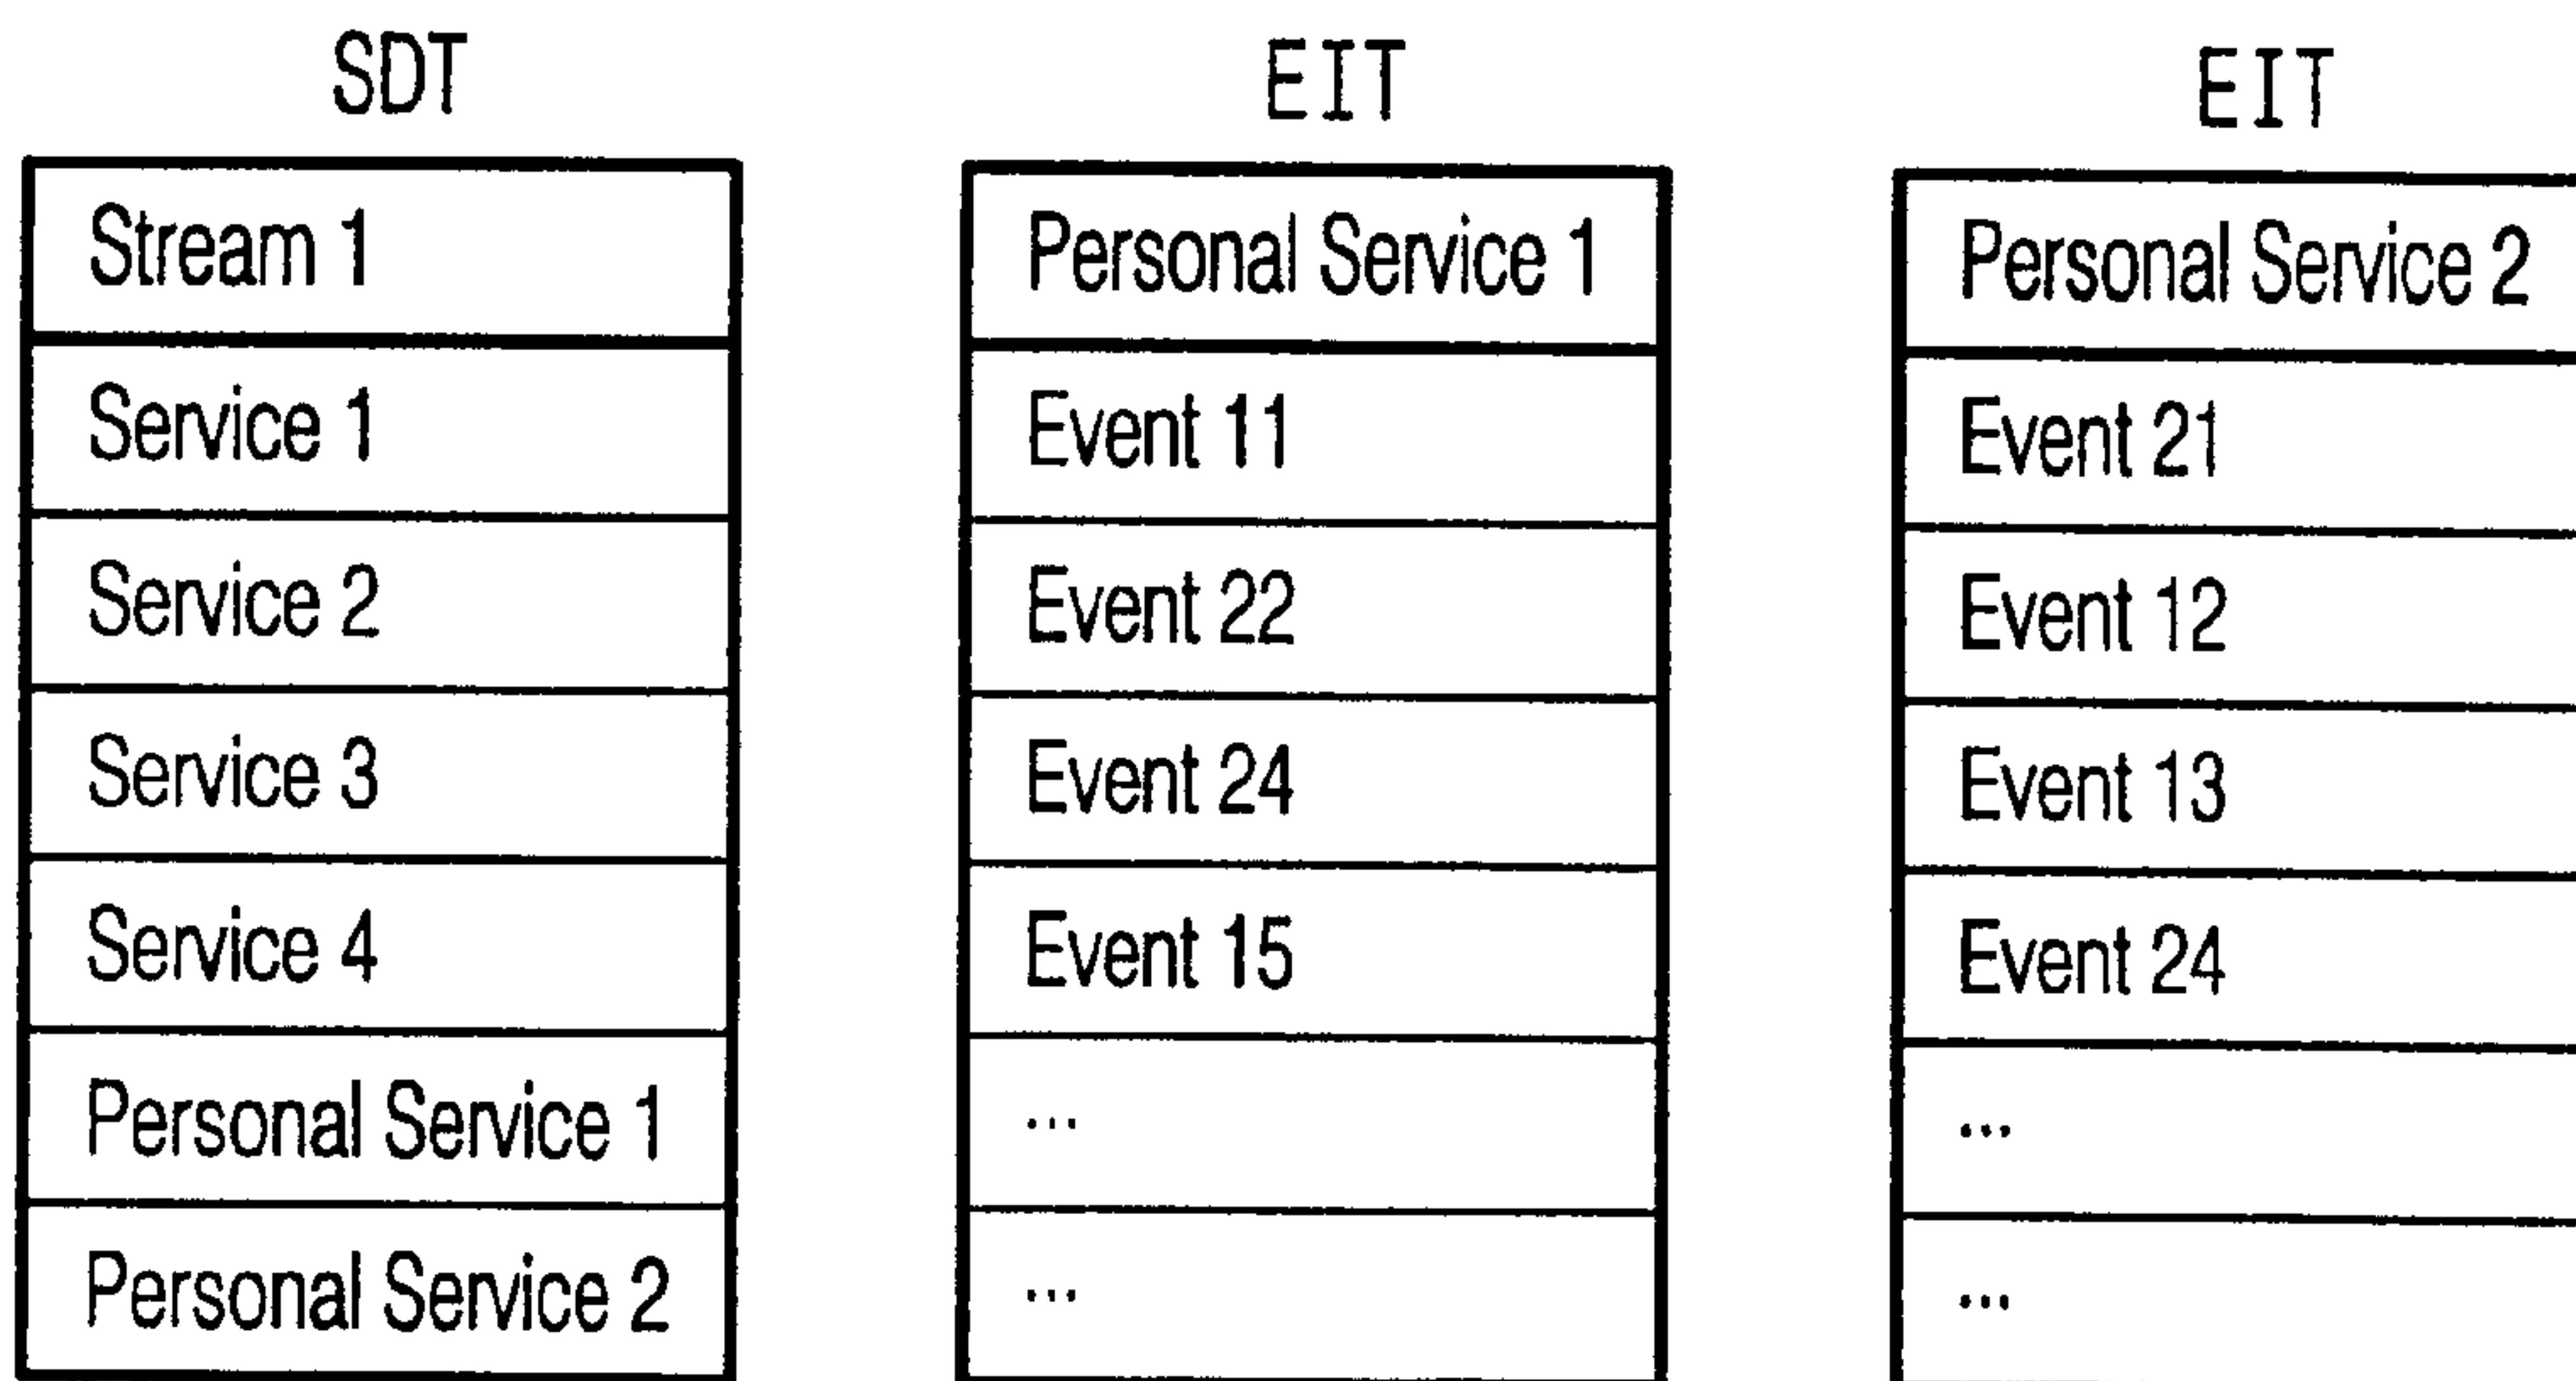 SDT
Stream 1
Service 1
Service 2
Service 3
Service 4
Personal Service 1
Personal Service 2
EIT
Personal Service 1
Event 11
Event 22
Event 24
Event 15
...
...
EIT
Personal Service 2
Event 21
Event 12
Event 13
Event 24
...
...